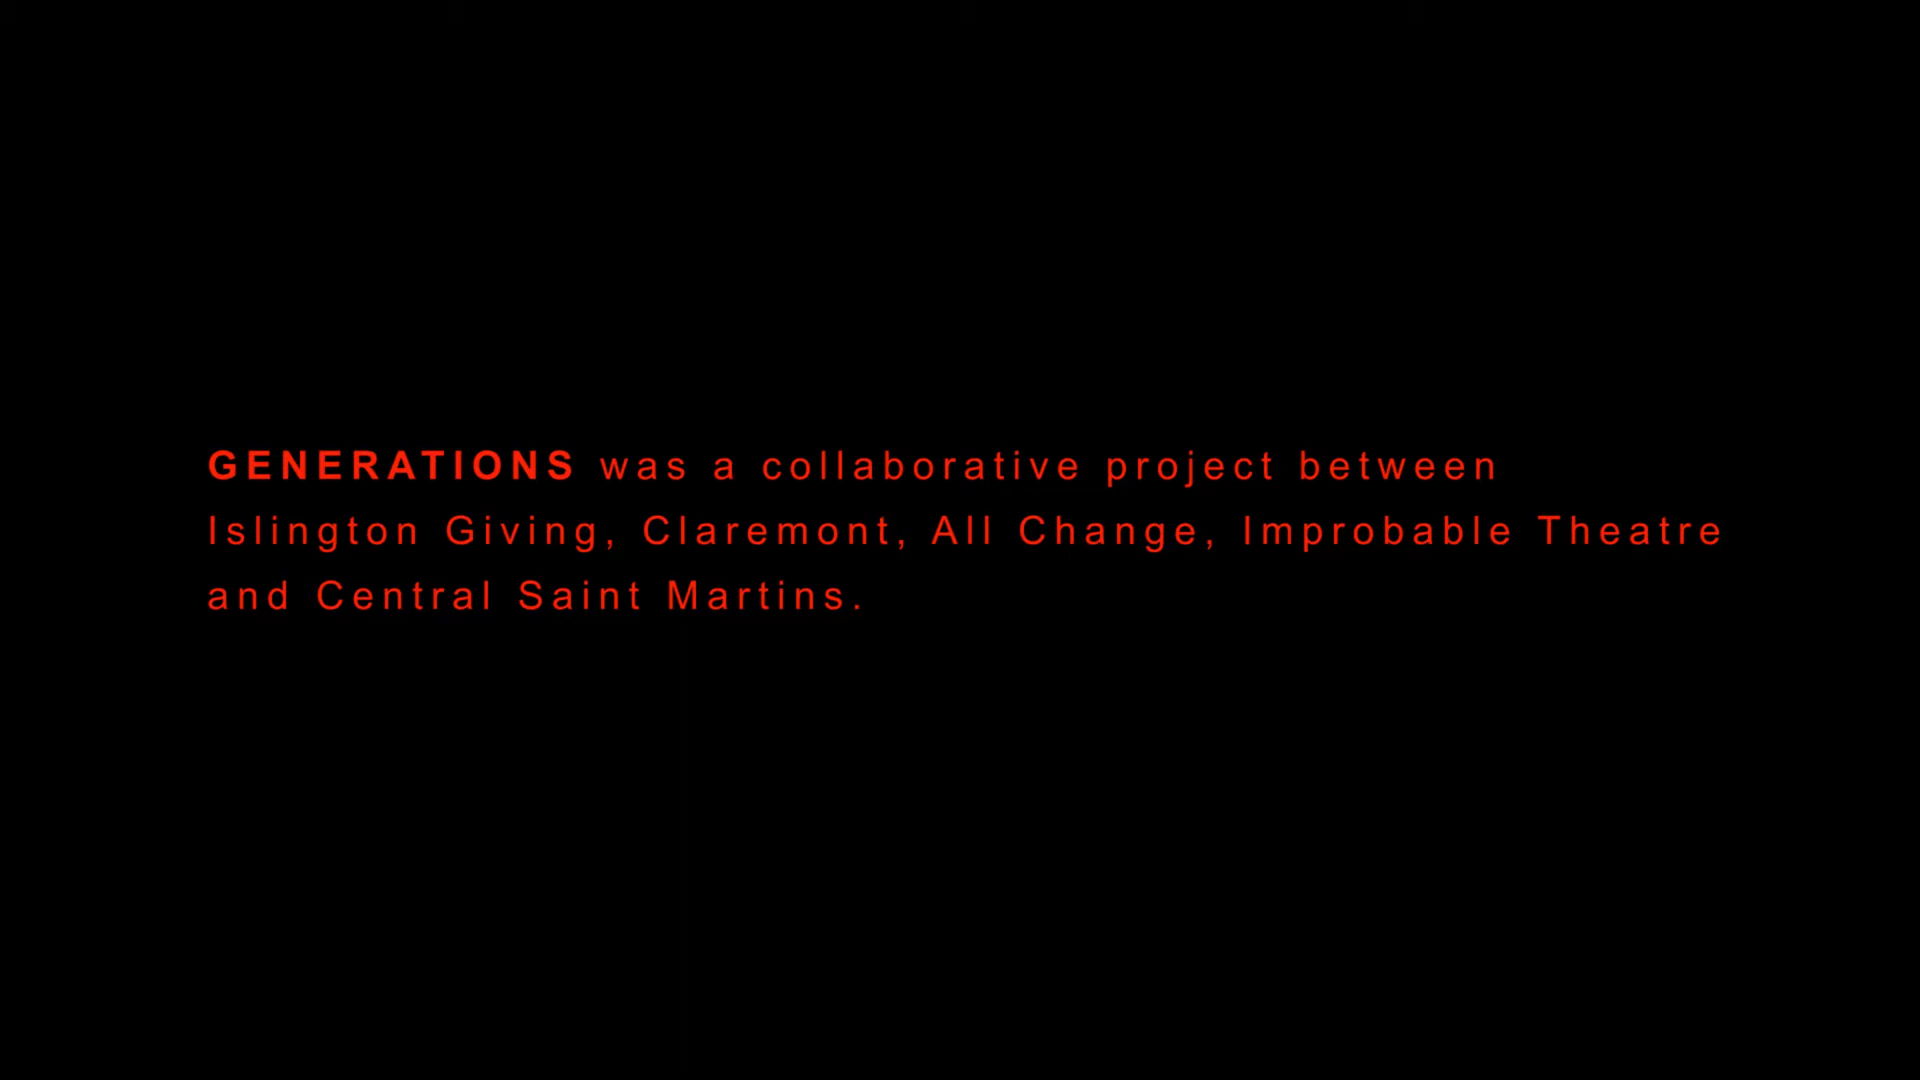 GENERATIONS was a collaborative project between
Islington Giving, Claremont, All Change, Improbable Theatre
and Central Saint Martins.